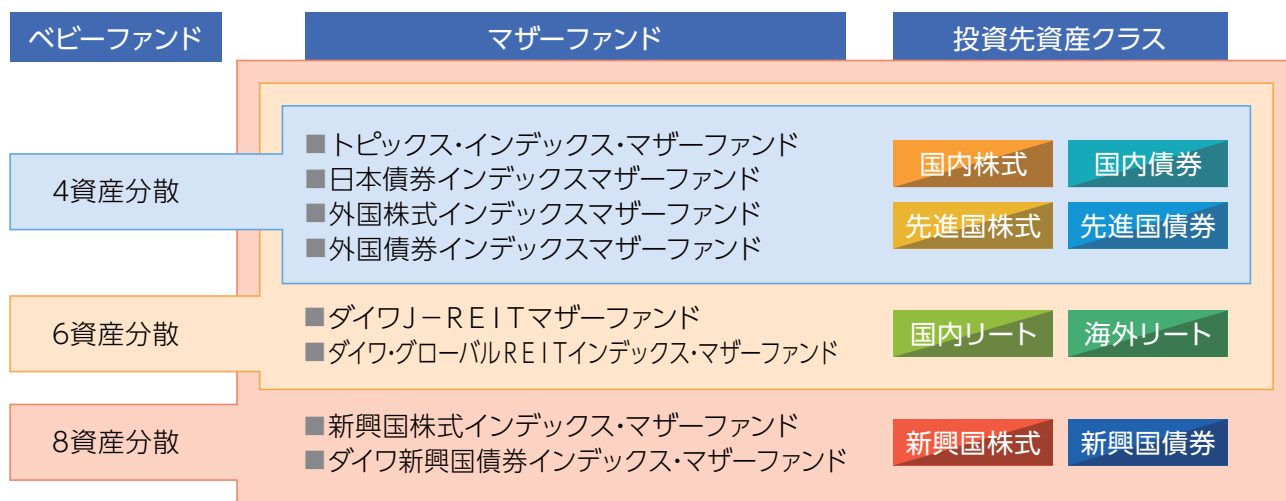 ベビーファンド
マザーファンド
投資先資産クラス
4資産分散
■トピックス・インデックス・マザーファンド
■日本債券インデックスマザーファンド
■外国株式インデックスマザーファンド
■外国債券インデックスマザーファンド
国内株式 国内債券
先進国株式 先進国債券
6資産分散
■ダイワJ-REITマザーファンド
■ダイワ・グローバルREITインデックス・マザーファンド
国内リート 海外リート
8資産分散
■新興国株式インデックス・マザーファンド
■ダイワ新興国債券インデックス・マザーファンド
新興国株式 新興国債券